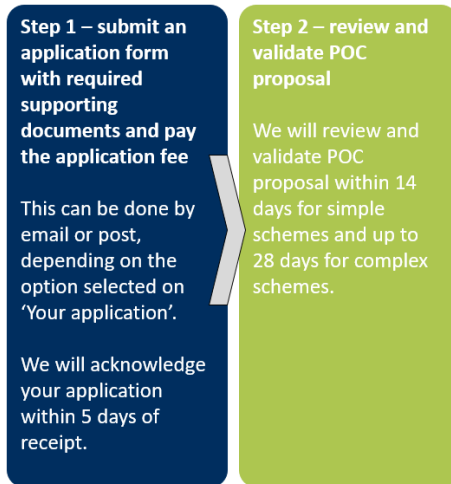 Step 1 – submit an
application form
with required
supporting
documents and pay
the application fee
This can be done by
email or post,
depending on the
option selected on
‘Your application’.
We will acknowledge
your application
within 5 days of
receipt.
Step 2 – review and
validate POC
proposal
We will review and
validate POC
proposal within 14
days for simple
schemes and up to
28 days for complex
schemes.